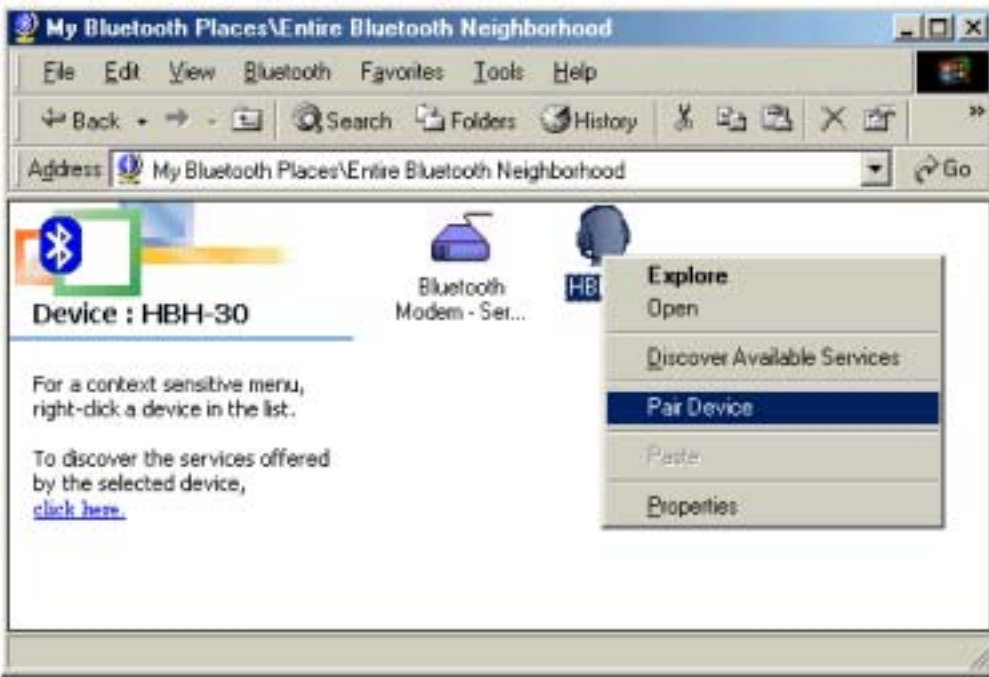 My Bluetooth Places\Entire Bluetooth Neighborhood
File Edit View Bluetooth Favorites Tools Help
Back Search Folders History »
Address My Bluetooth Places\Entire Bluetooth Neighborhood Go
Device : HBH-30
For a context sensitive menu,
right-click a device in the list.
To discover the services offered
by the selected device,
click here.
Bluetooth
Modem - Ser...
HB
Explore
Open
Discover Available Services
Pair Device
Paste
Properties